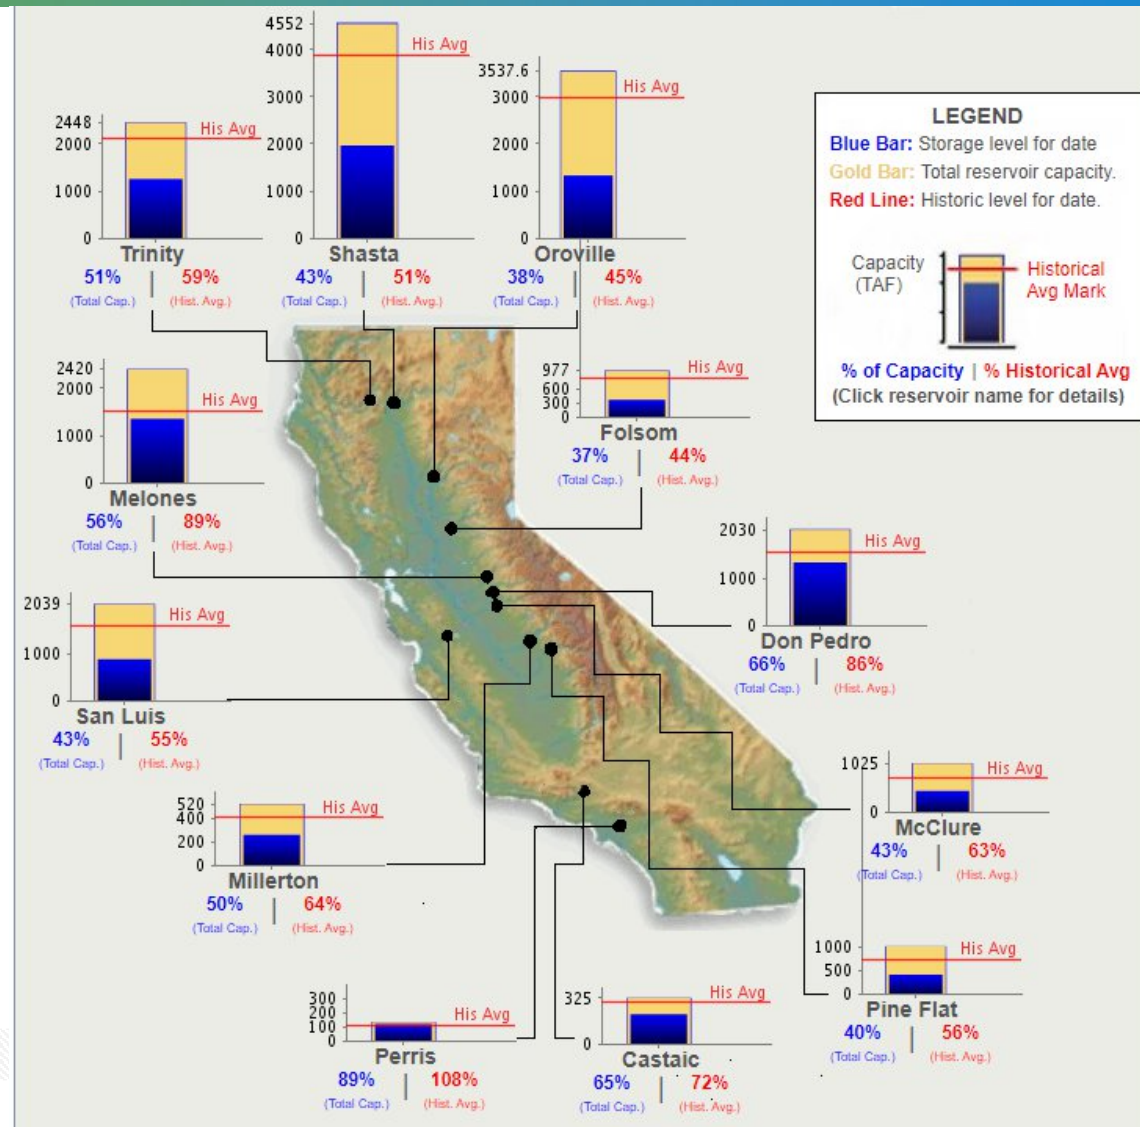 4552
4000
3000
2000
1000
0
His Avg
Shasta
43% | 51%
(Total Cap.) (Hist. Avg.)
3537.6
3000
2000
1000
0
His Avg
Oroville
38% | 45%
(Total Cap.) (Hist. Avg.)
2448
2000
1000
0
His Avg
Trinity
51% | 59%
(Total Cap.) (Hist. Avg.)
LEGEND
Blue Bar: Storage level for date
Gold Bar: Total reservoir capacity.
Red Line: Historic level for date.
Capacity
(TAF)
Historical
Avg Mark
% of Capacity | % Historical Avg
(Click reservoir name for details)
2420
2000
1000
0
His Avg
Melones
56% | 89%
(Total Cap.) (Hist. Avg.)
977
600
300
0
His Avg
Folsom
37% | 44%
(Total Cap.) (Hist. Avg.)
2030
1000
0
His Avg
Don Pedro
66% | 86%
(Total Cap.) (Hist. Avg.)
2039
1000
0
His Avg
San Luis
43% | 55%
(Total Cap.) (Hist. Avg.)
1025
0
His Avg
McClure
43% | 63%
(Total Cap.) (Hist. Avg.)
520
400
200
0
His Avg
Millerton
50% | 64%
(Total Cap.) (Hist. Avg.)
1000
500
0
His Avg
Pine Flat
40% | 56%
(Total Cap.) (Hist. Avg.)
300
200
100
0
His Avg
Perris
89% | 108%
(Total Cap.) (Hist. Avg.)
325
0
His Avg
Castaic
65% | 72%
(Total Cap.) (Hist. Avg.)